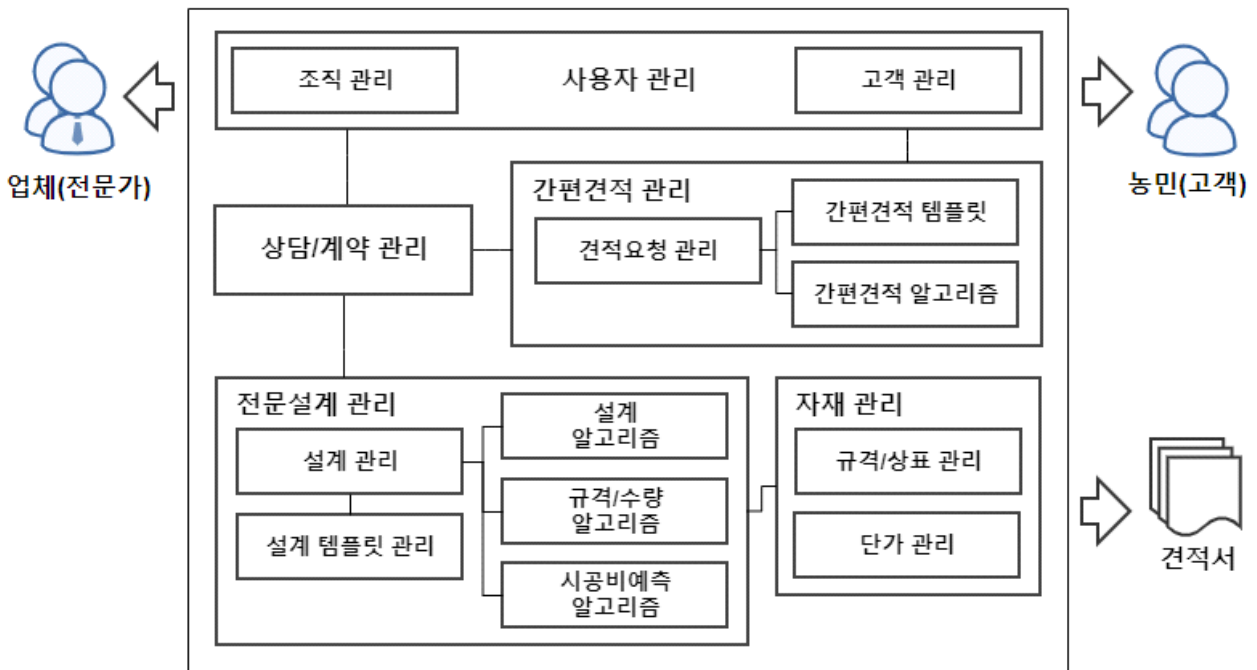 조직 관리
사용자 관리
고객 관리
업체(전문가)
농민(고객)
간편견적 관리
간편견적 템플릿
상담/계약 관리
견적요청 관리
간편견적 알고리즘
전문설계 관리
설계
알고리즘
설계 관리
규격/수량
알고리즘
설계 템플릿 관리
시공비예측
알고리즘
자재 관리
규격/상표 관리
단가 관리
견적서